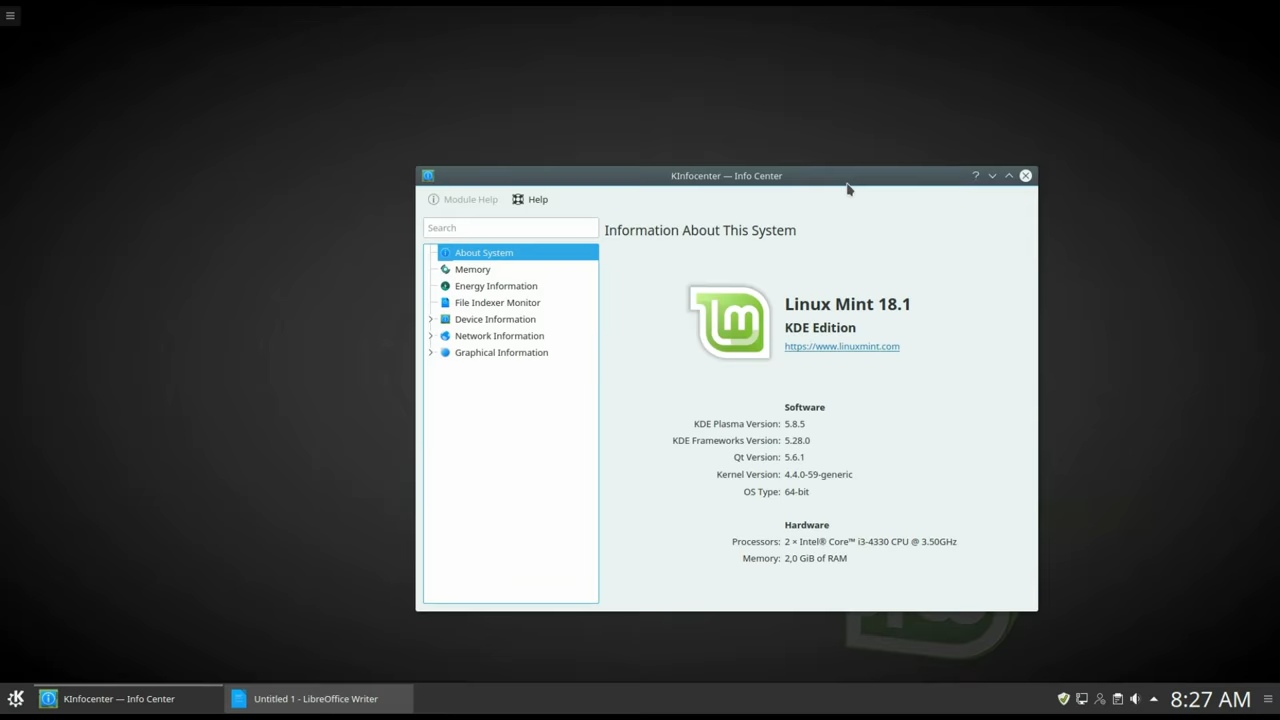 KInfocenter — Info Center
Module Help Help
Search
Information About This System
About System
Memory
Energy Information
File Indexer Monitor
Device Information
Network Information
Graphical Information
Linux Mint 18.1
KDE Edition
https://www.linuxmint.com
Software
KDE Plasma Version: 5.8.5
KDE Frameworks Version: 5.28.0
Qt Version: 5.6.1
Kernel Version: 4.4.0-59-generic
OS Type: 64-bit
Hardware
Processors: 2 × Intel® Core™ i3-4330 CPU @ 3.50GHz
Memory: 2,0 GiB of RAM
KInfocenter — Info Center
Untitled 1 - LibreOffice Writer
8:27 AM